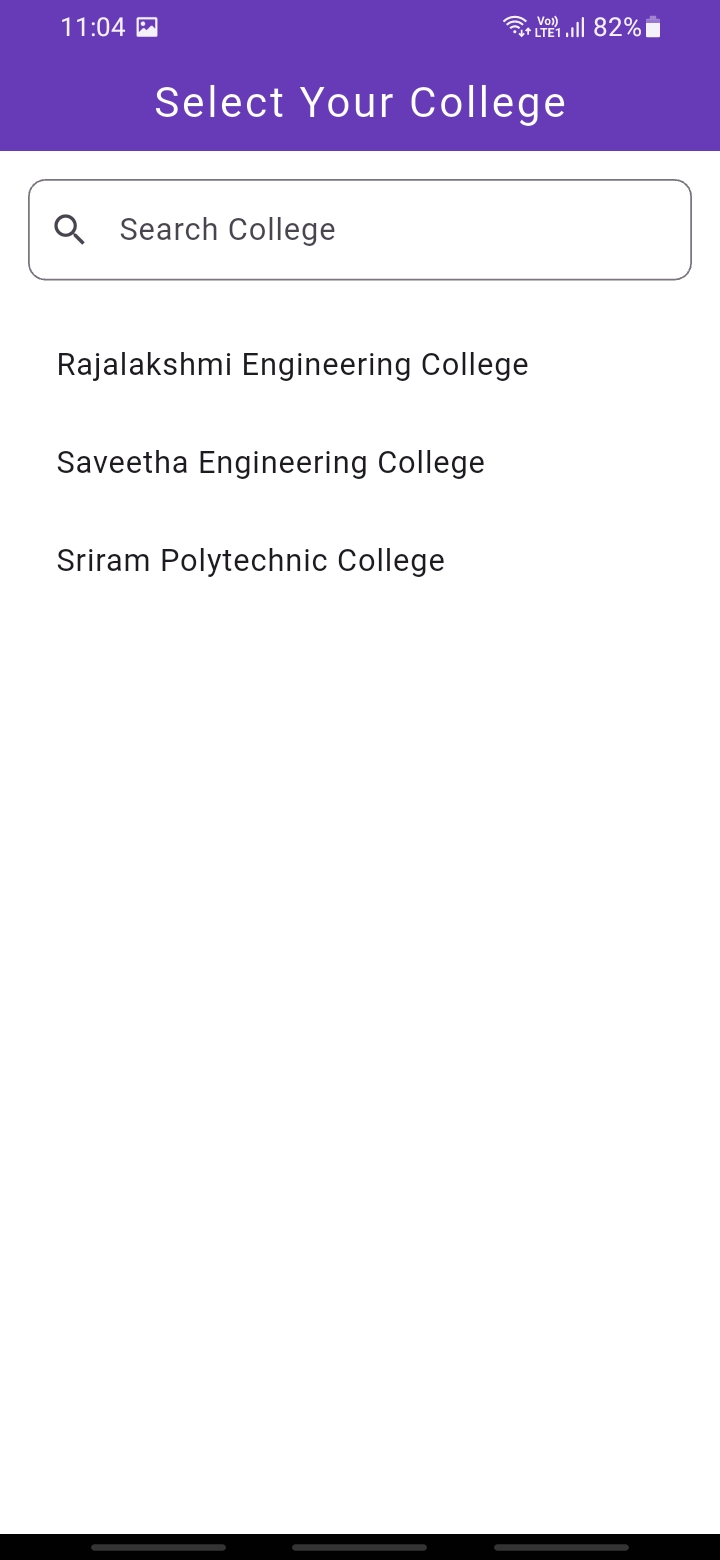 11:04 Vo)) LTE1 82%
Select Your College
Search College
Rajalakshmi Engineering College
Saveetha Engineering College
Sriram Polytechnic College